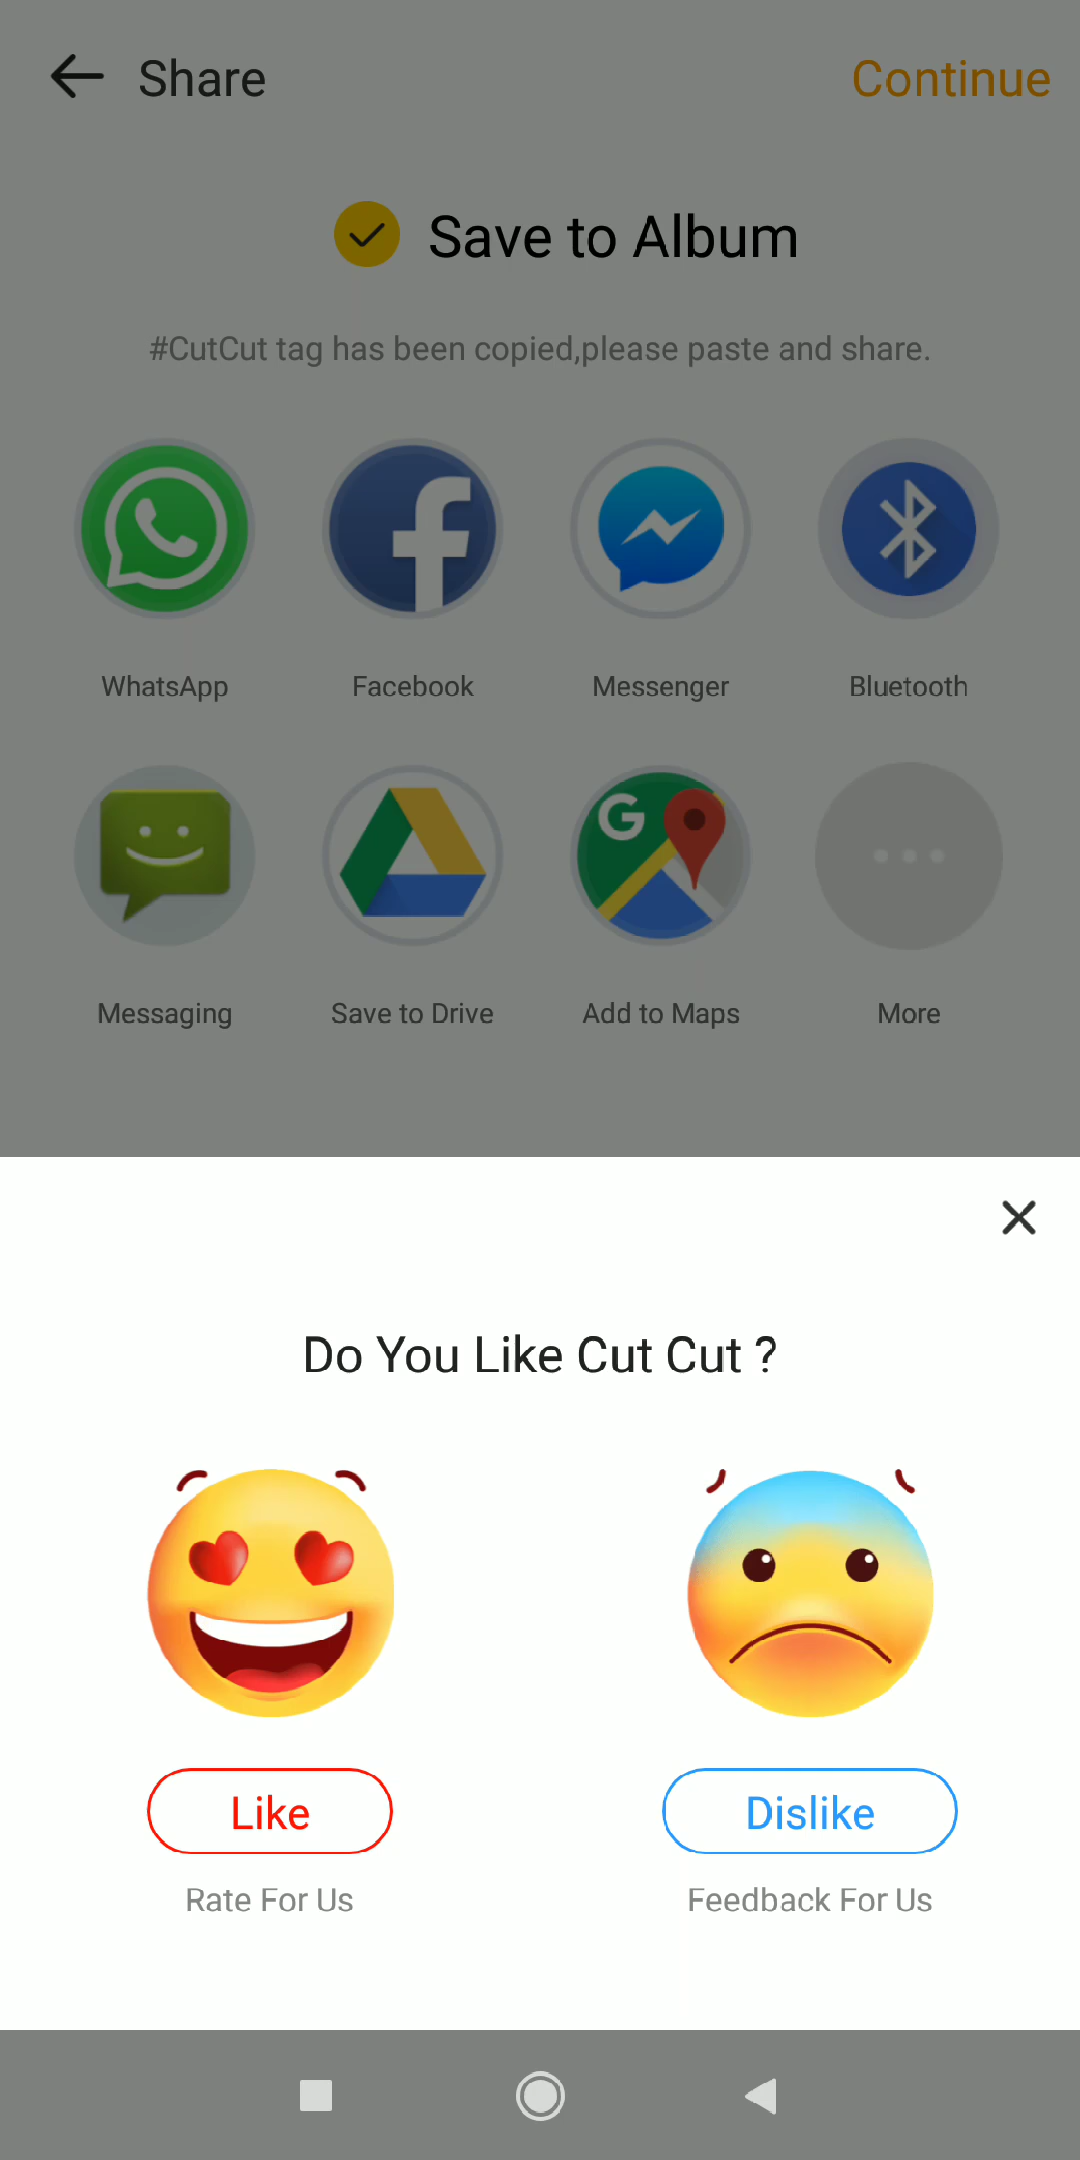 Share
Continue
Save to Album
#CutCut tag has been copied,please paste and share.
WhatsApp
Facebook
Messenger
Bluetooth
G
Messaging
Save to Drive
Add to Maps
More
Do You Like Cut Cut ?
Like
Dislike
Rate For Us
Feedback For Us